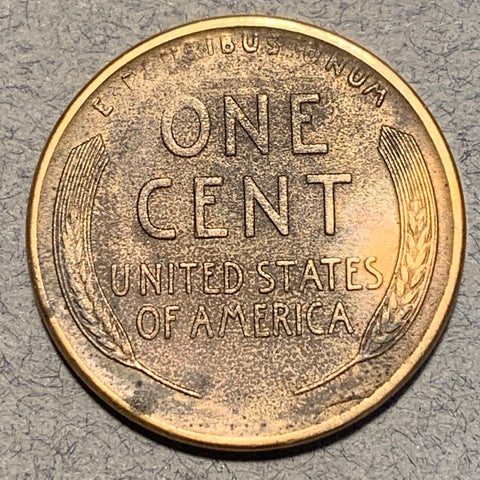 E PLURIBUS UNUM
ONE
CENT
UNITED STATES
OF AMERICA